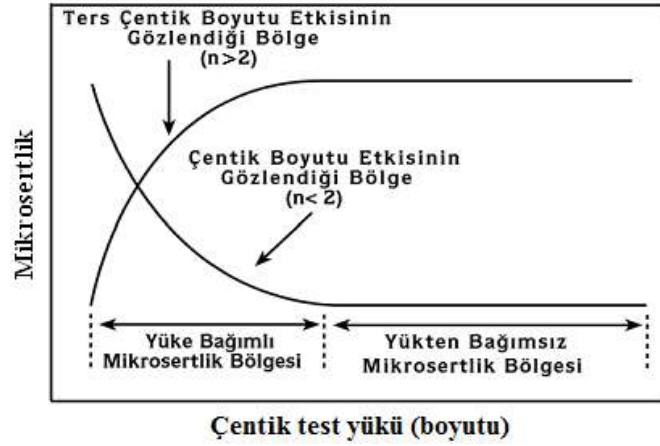 Ters Çentik Boyutu Etkisinin
Gözlendiği Bölge
(n>2)
Çentik Boyutu Etkisinin
Gözlendiği Bölge
(n< 2)
Mikrosertlik
Yüke Bağımlı
Mikrosertlik Bölgesi
Yükten Bağımsız
Mikrosertlik Bölgesi
Çentik test yükü (boyutu)